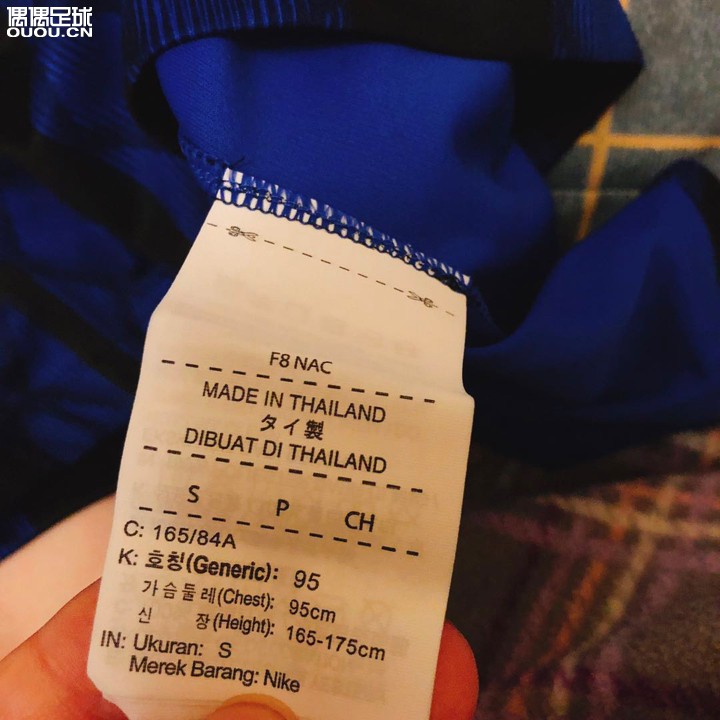 偶偶足球
OUOU.CN
F8 NAC
MADE IN THAILAND
タイ製
DIBUAT DI THAILAND
S P CH
C: 165/84A
K: 호칭(Generic): 95
가슴둘레(Chest): 95cm
신 장(Height): 165-175cm
IN: Ukuran: S
Merek Barang: Nike